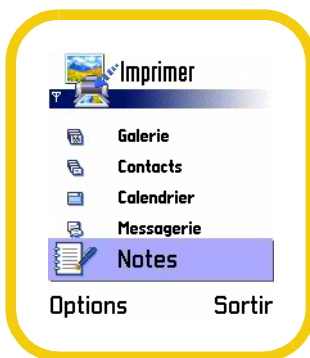 Imprimer
Galerie
Contacts
Calendrier
Messagerie
Notes
Options Sortir